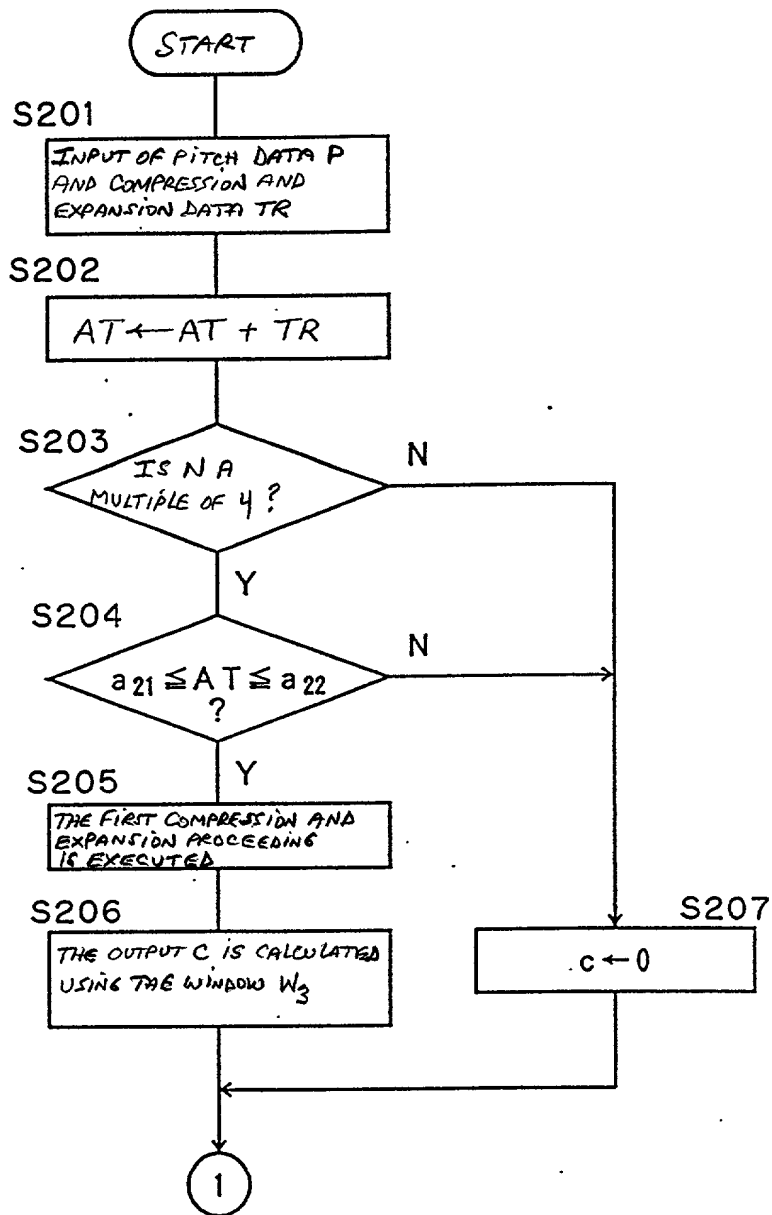 START
S201
INPUT OF PITCH DATA P
AND COMPRESSION AND
EXPANSION DATA TR
S202
AT ← AT + TR
S203
IS N A
MULTIPLE OF 4 ?
N
Y
S204
a21 ≦ AT ≦ a22
?
N
Y
S205
THE FIRST COMPRESSION AND
EXPANSION PROCEEDING
IS EXECUTED
S206
THE OUTPUT C IS CALCULATED
USING THE WINDOW W3
S207
c ← 0
1